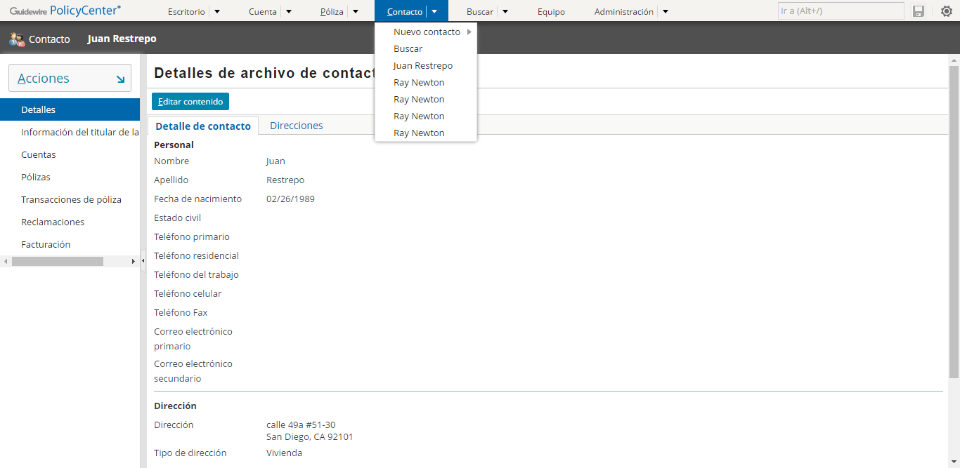 Guidewire PolicyCenter
Escritorio Cuenta Póliza Contacto Buscar Equipo Administración Ir a (Alt+/)
Contacto Juan Restrepo
Nuevo contacto
Buscar
Juan Restrepo
Ray Newton
Ray Newton
Ray Newton
Ray Newton
Acciones
Detalles
Información del titular de la
Cuentas
Pólizas
Transacciones de póliza
Reclamaciones
Facturación
Detalles de archivo de contac
Editar contenido
Detalle de contacto Direcciones
Personal
Nombre Juan
Apellido Restrepo
Fecha de nacimiento 02/26/1989
Estado civil
Teléfono primario
Teléfono residencial
Teléfono del trabajo
Teléfono celular
Teléfono Fax
Correo electrónico
primario
Correo electrónico
secundario
Dirección
Dirección calle 49a #51-30
San Diego, CA 92101
Tipo de dirección Vivienda